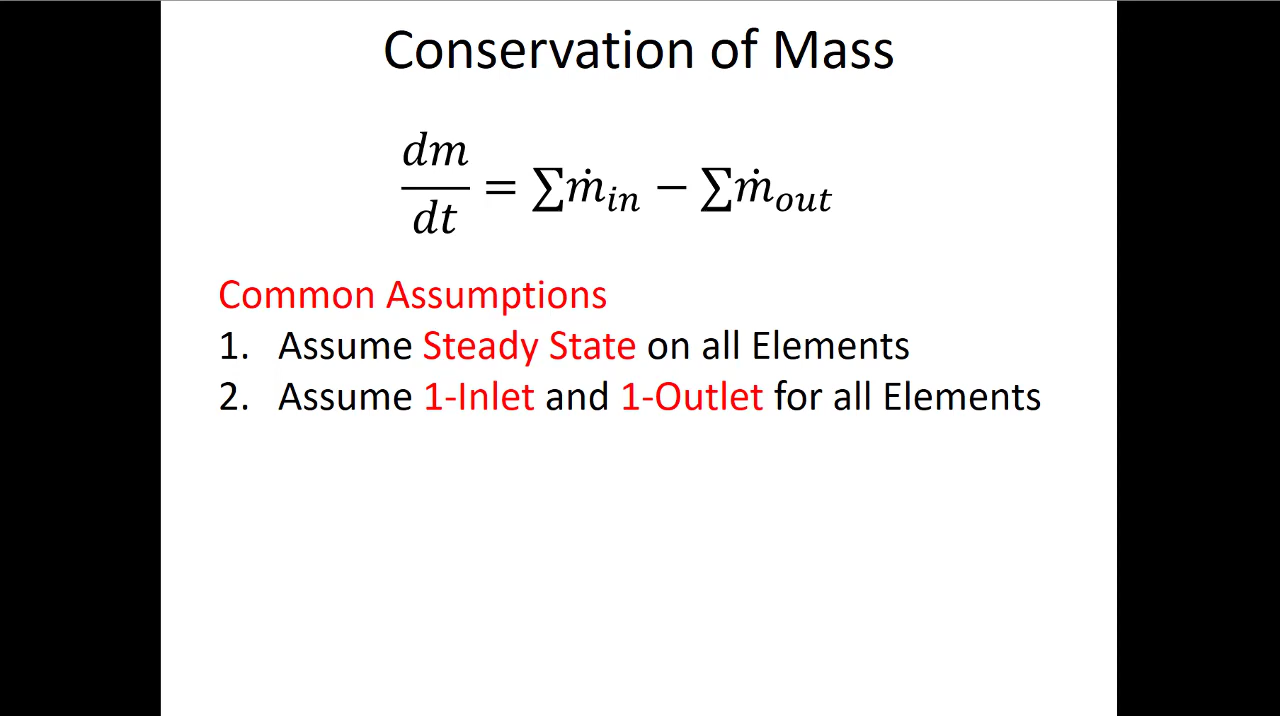 Conservation of Mass
dm/dt = ∑ṁ_in − ∑ṁ_out
Common Assumptions
1. Assume Steady State on all Elements
2. Assume 1-Inlet and 1-Outlet for all Elements